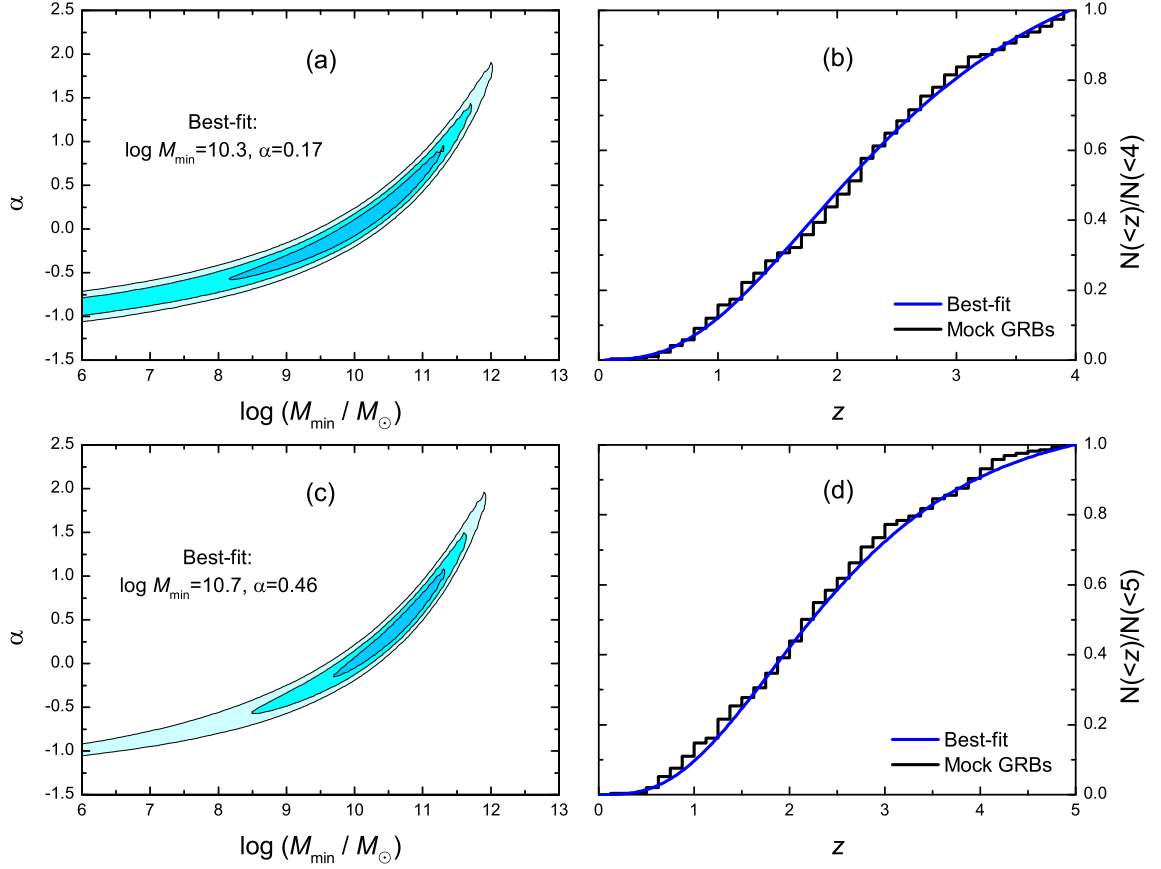 (a)
Best-fit:
log Mmin=10.3, α=0.17
2.5
2.0
1.5
1.0
0.5
0.0
-0.5
-1.0
-1.5
α
6 7 8 9 10 11 12 13
log (Mmin / M☉)
(b)
Best-fit
Mock GRBs
1.0
0.8
0.6
0.4
0.2
0.0
N(<z)/N(<4)
0 1 2 3 4
z
(c)
Best-fit:
log Mmin=10.7, α=0.46
2.5
2.0
1.5
1.0
0.5
0.0
-0.5
-1.0
-1.5
α
6 7 8 9 10 11 12 13
log (Mmin / M☉)
(d)
Best-fit
Mock GRBs
1.0
0.8
0.6
0.4
0.2
0.0
N(<z)/N(<5)
0 1 2 3 4 5
z